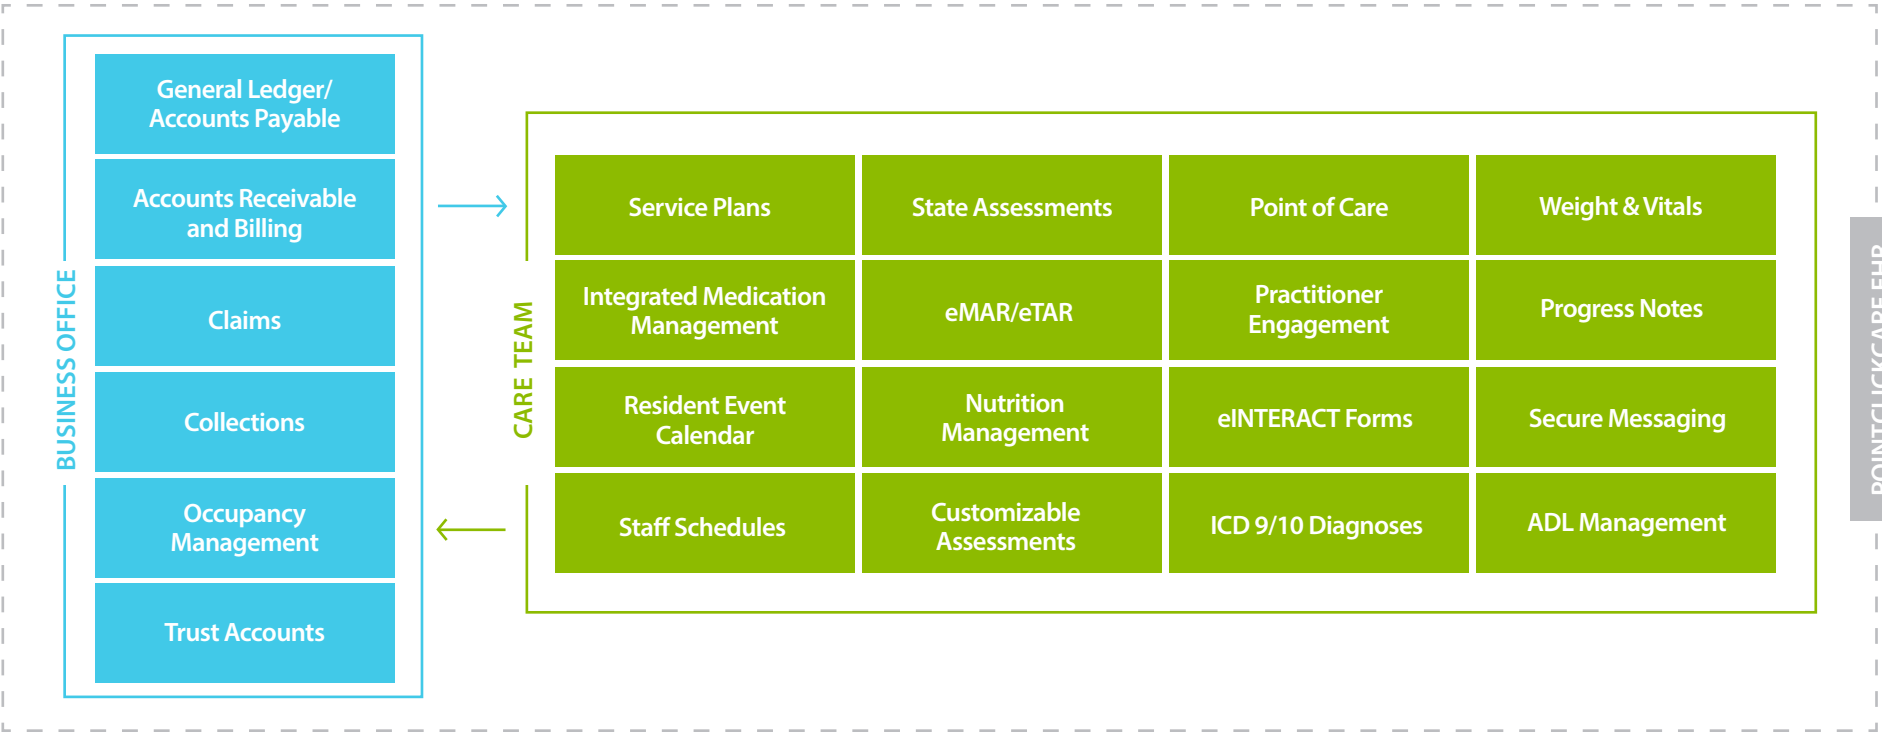 BUSINESS OFFICE
General Ledger/
Accounts Payable
Accounts Receivable
and Billing
Claims
Collections
Occupancy
Management
Trust Accounts
CARE TEAM
Service Plans
State Assessments
Point of Care
Weight & Vitals
Integrated Medication
Management
eMAR/eTAR
Practitioner
Engagement
Progress Notes
Resident Event
Calendar
Nutrition
Management
eINTERACT Forms
Secure Messaging
Staff Schedules
Customizable
Assessments
ICD 9/10 Diagnoses
ADL Management
POINTCLICKCARE EHR